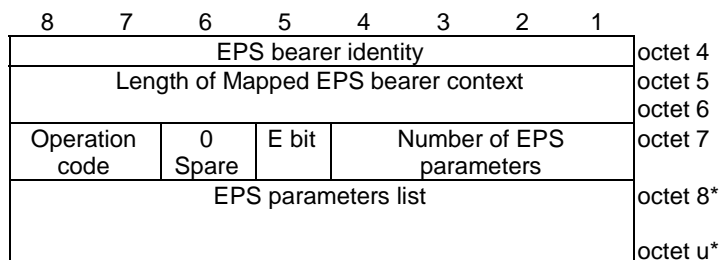 8 7 6 5 4 3 2 1
EPS bearer identity octet 4
Length of Mapped EPS bearer context octet 5
octet 6
Operation code 0 Spare E bit Number of EPS parameters octet 7
EPS parameters list octet 8*
octet u*